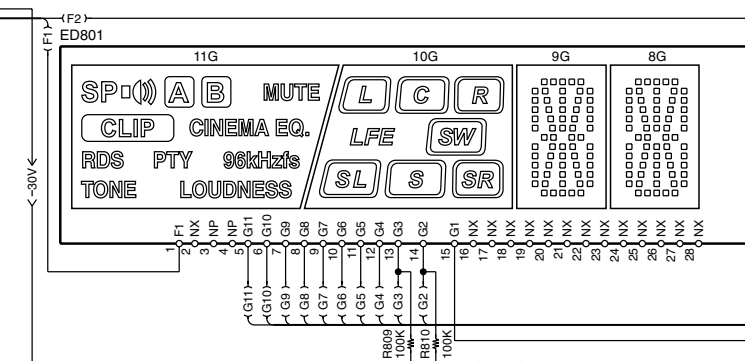 F2
F1
ED801
11G 10G 9G 8G
SP A B MUTE
CLIP CINEMA EQ.
RDS PTY 96kHzfs
TONE LOUDNESS
L C R
LFE SW
SL S SR
-30V
F1 NX NP NP G11 G10 G9 G8 G7 G6 G5 G4 G3 G2 G1 NX NX NX NX NX NX NX NX NX NX NX NX NX
1 2 3 4 5 6 7 8 9 10 11 12 13 14 15 16 17 18 19 20 21 22 23 24 25 26 27 28
G11 G10 G9 G8 G7 G6 G5 G4 G3 G2
R809 100K
R810 100K